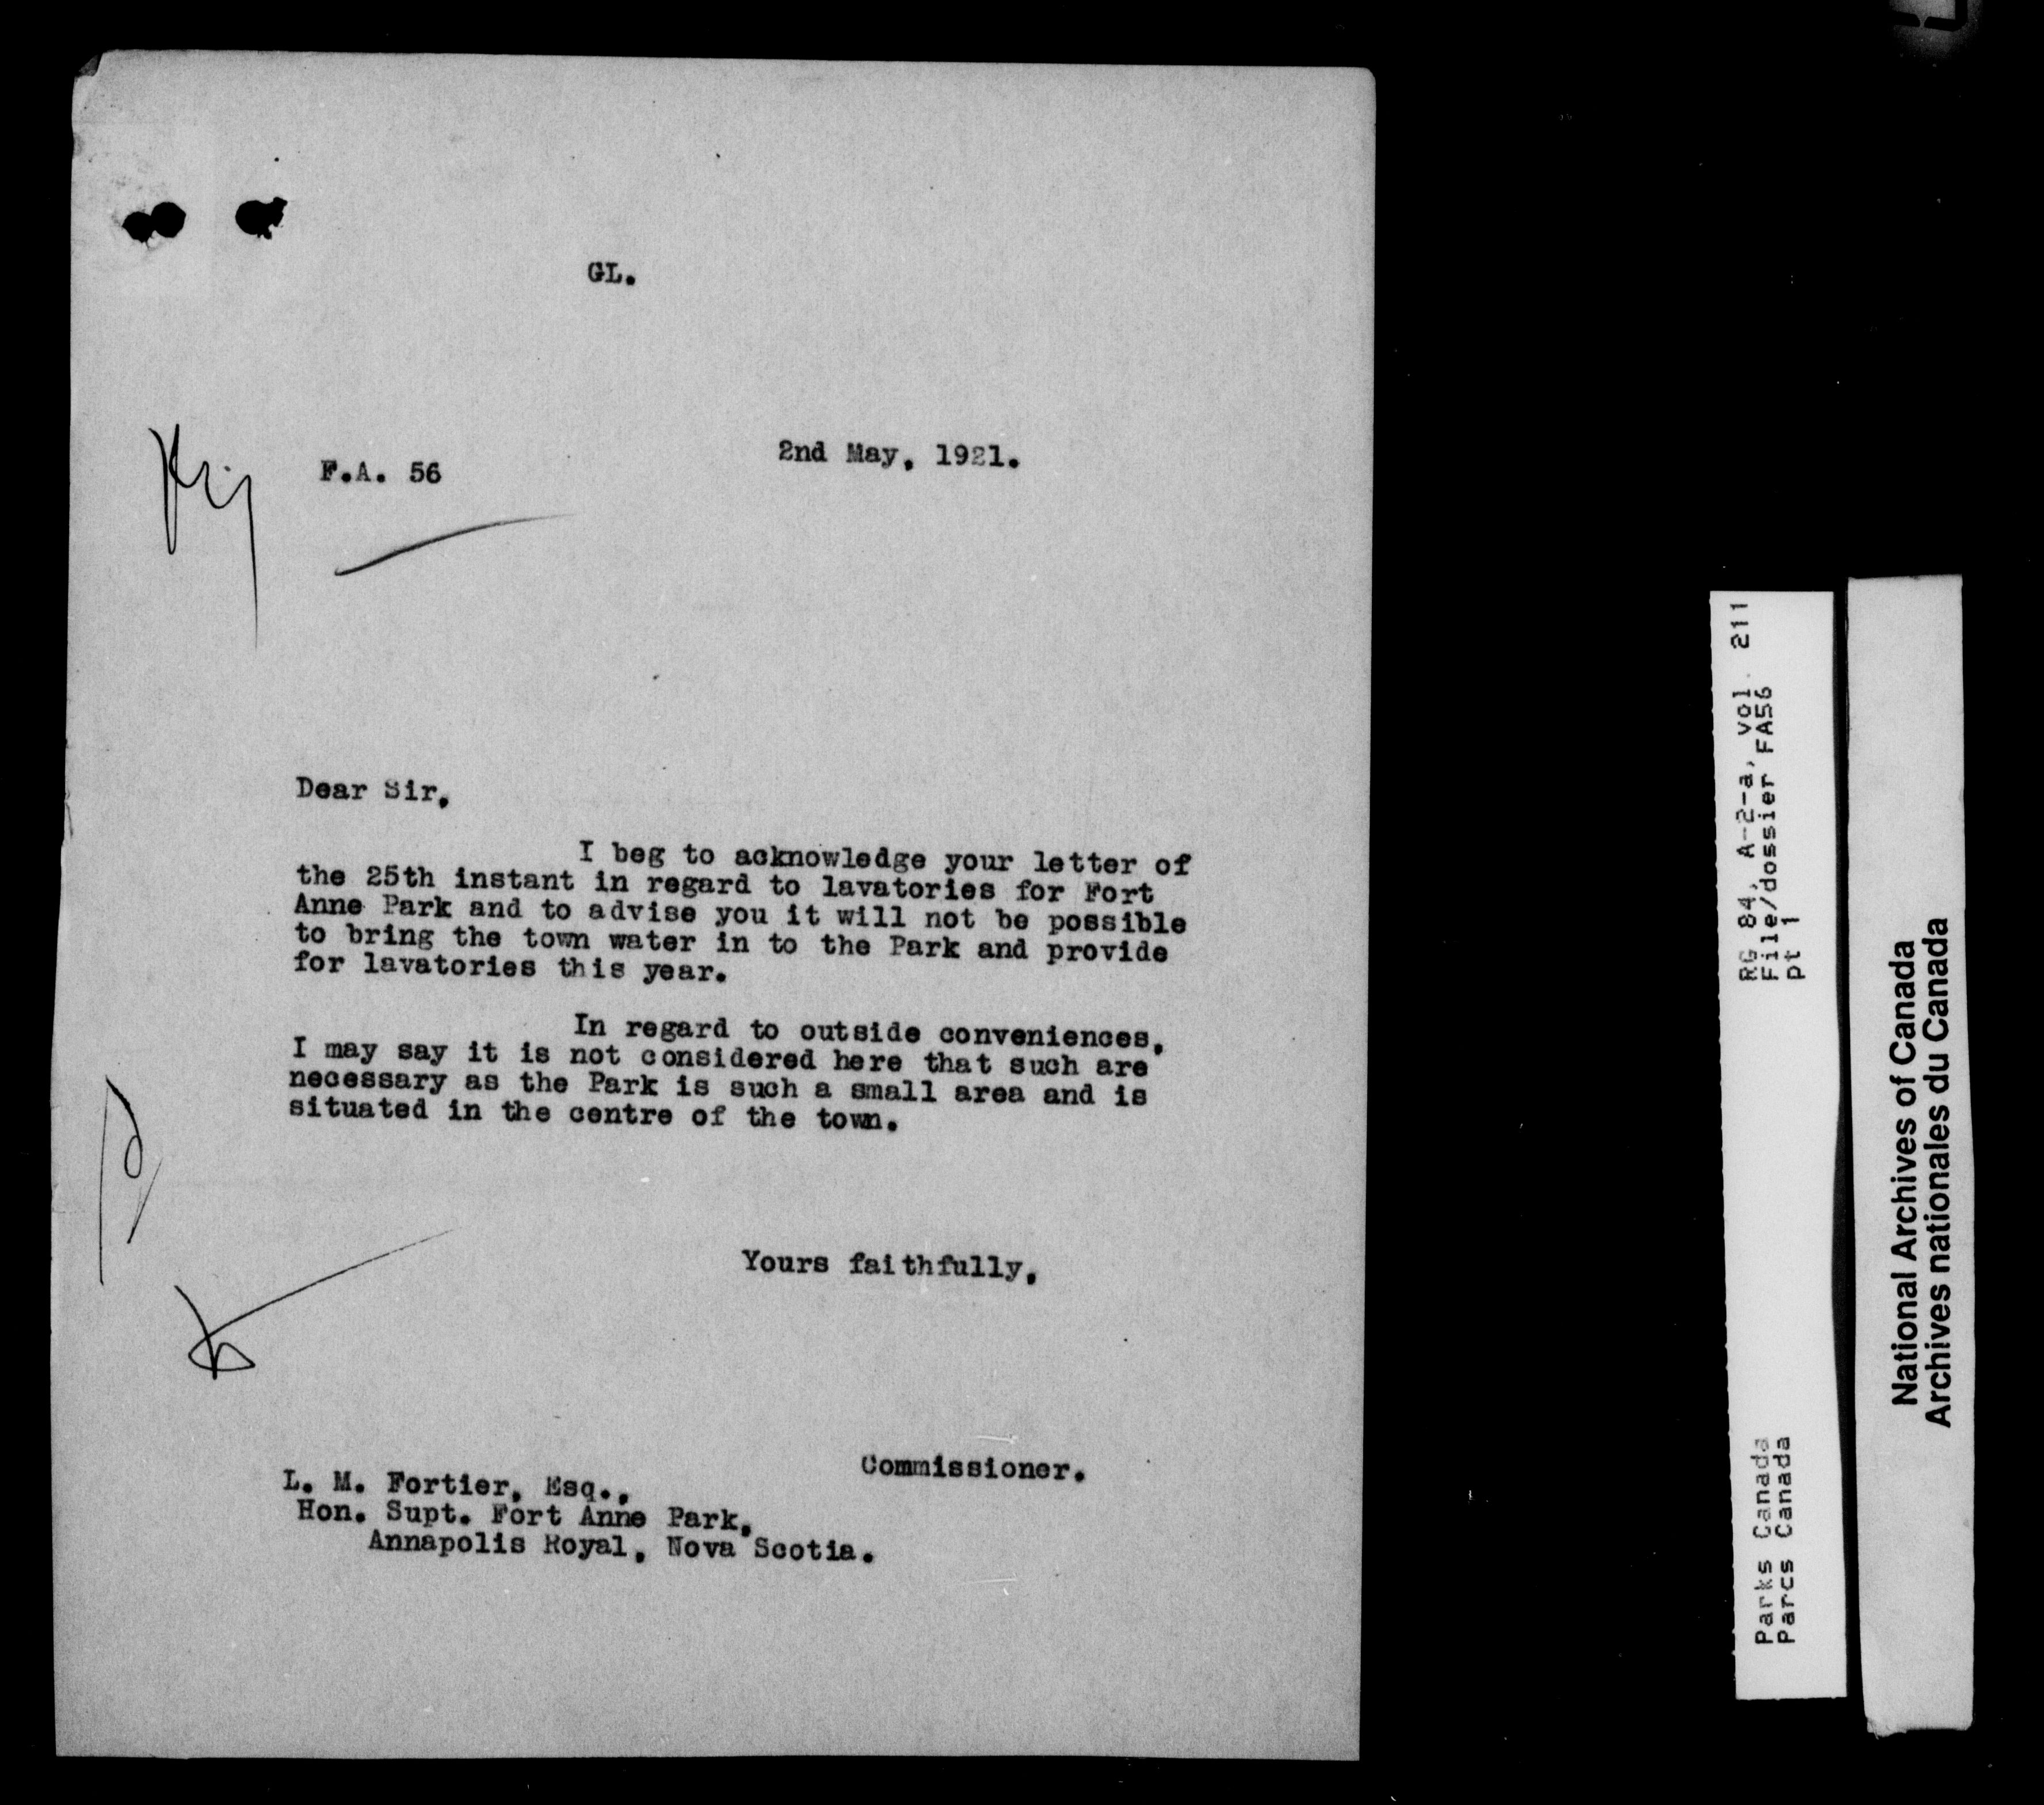 GL.
2nd May, 1921.
F.A. 56
Dear Sir,
I beg to acknowledge your letter of
the 25th instant in regard to lavatories for Fort
Anne Park and to advise you it will not be possible
to bring the town water in to the Park and provide
for lavatories this year.
In regard to outside conveniences,
I may say it is not considered here that such are
necessary as the Park is such a small area and is
situated in the centre of the town.
Yours faithfully,
Commissioner.
L. M. Fortier, Esq.,
Hon. Supt. Fort Anne Park,
Annapolis Royal, Nova Scotia.
Parks Canada
Parcs Canada
RG 84, A-2-a, vol. 211
File/dossier FA56
pt 1
National Archives of Canada
Archives nationales du Canada